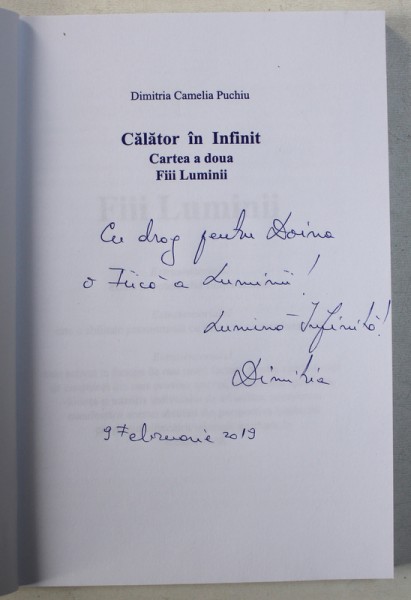 Dimitria Camelia Puchiu
Călător în Infinit
Cartea a doua
Fiii Luminii
Cu drag pentru Doina
o Fiică a Luminii!
Lumină Infinită!
Dimitria
9 Februarie 2019